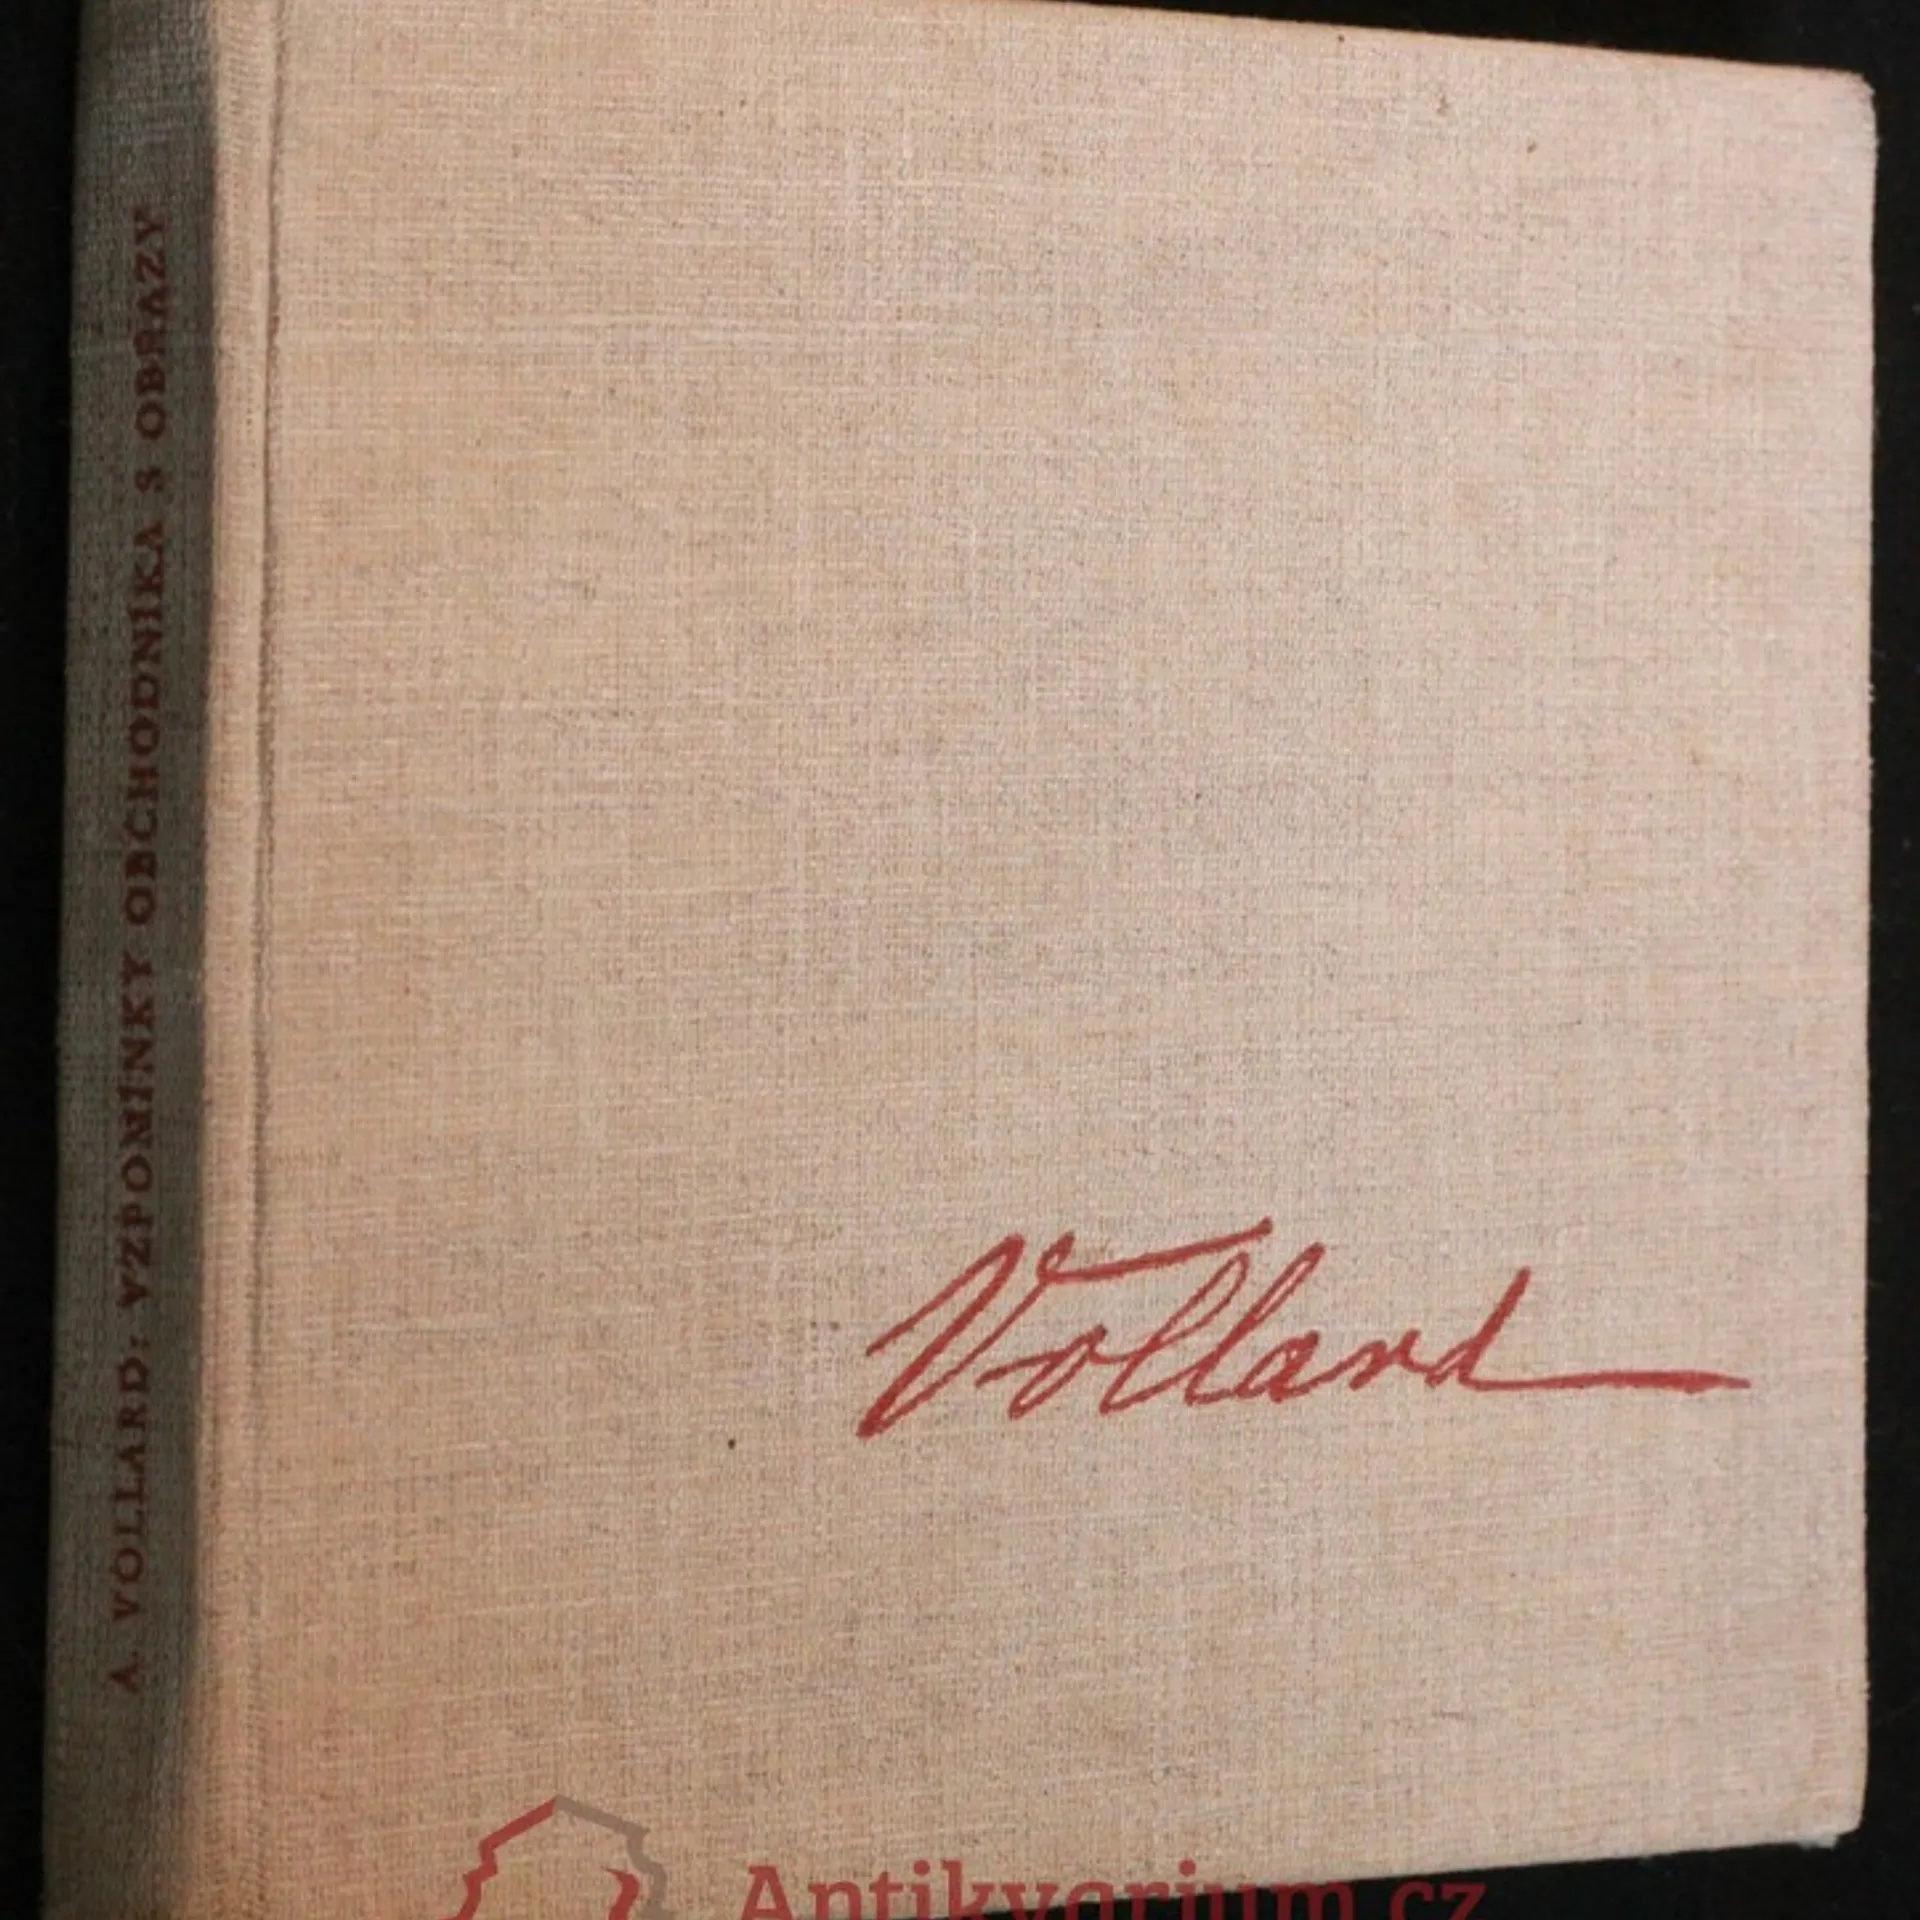 A. VOLLARD: VZPOMÍNKY OBCHODNÍKA S OBRAZY
Vollard
Antikvarium.cz